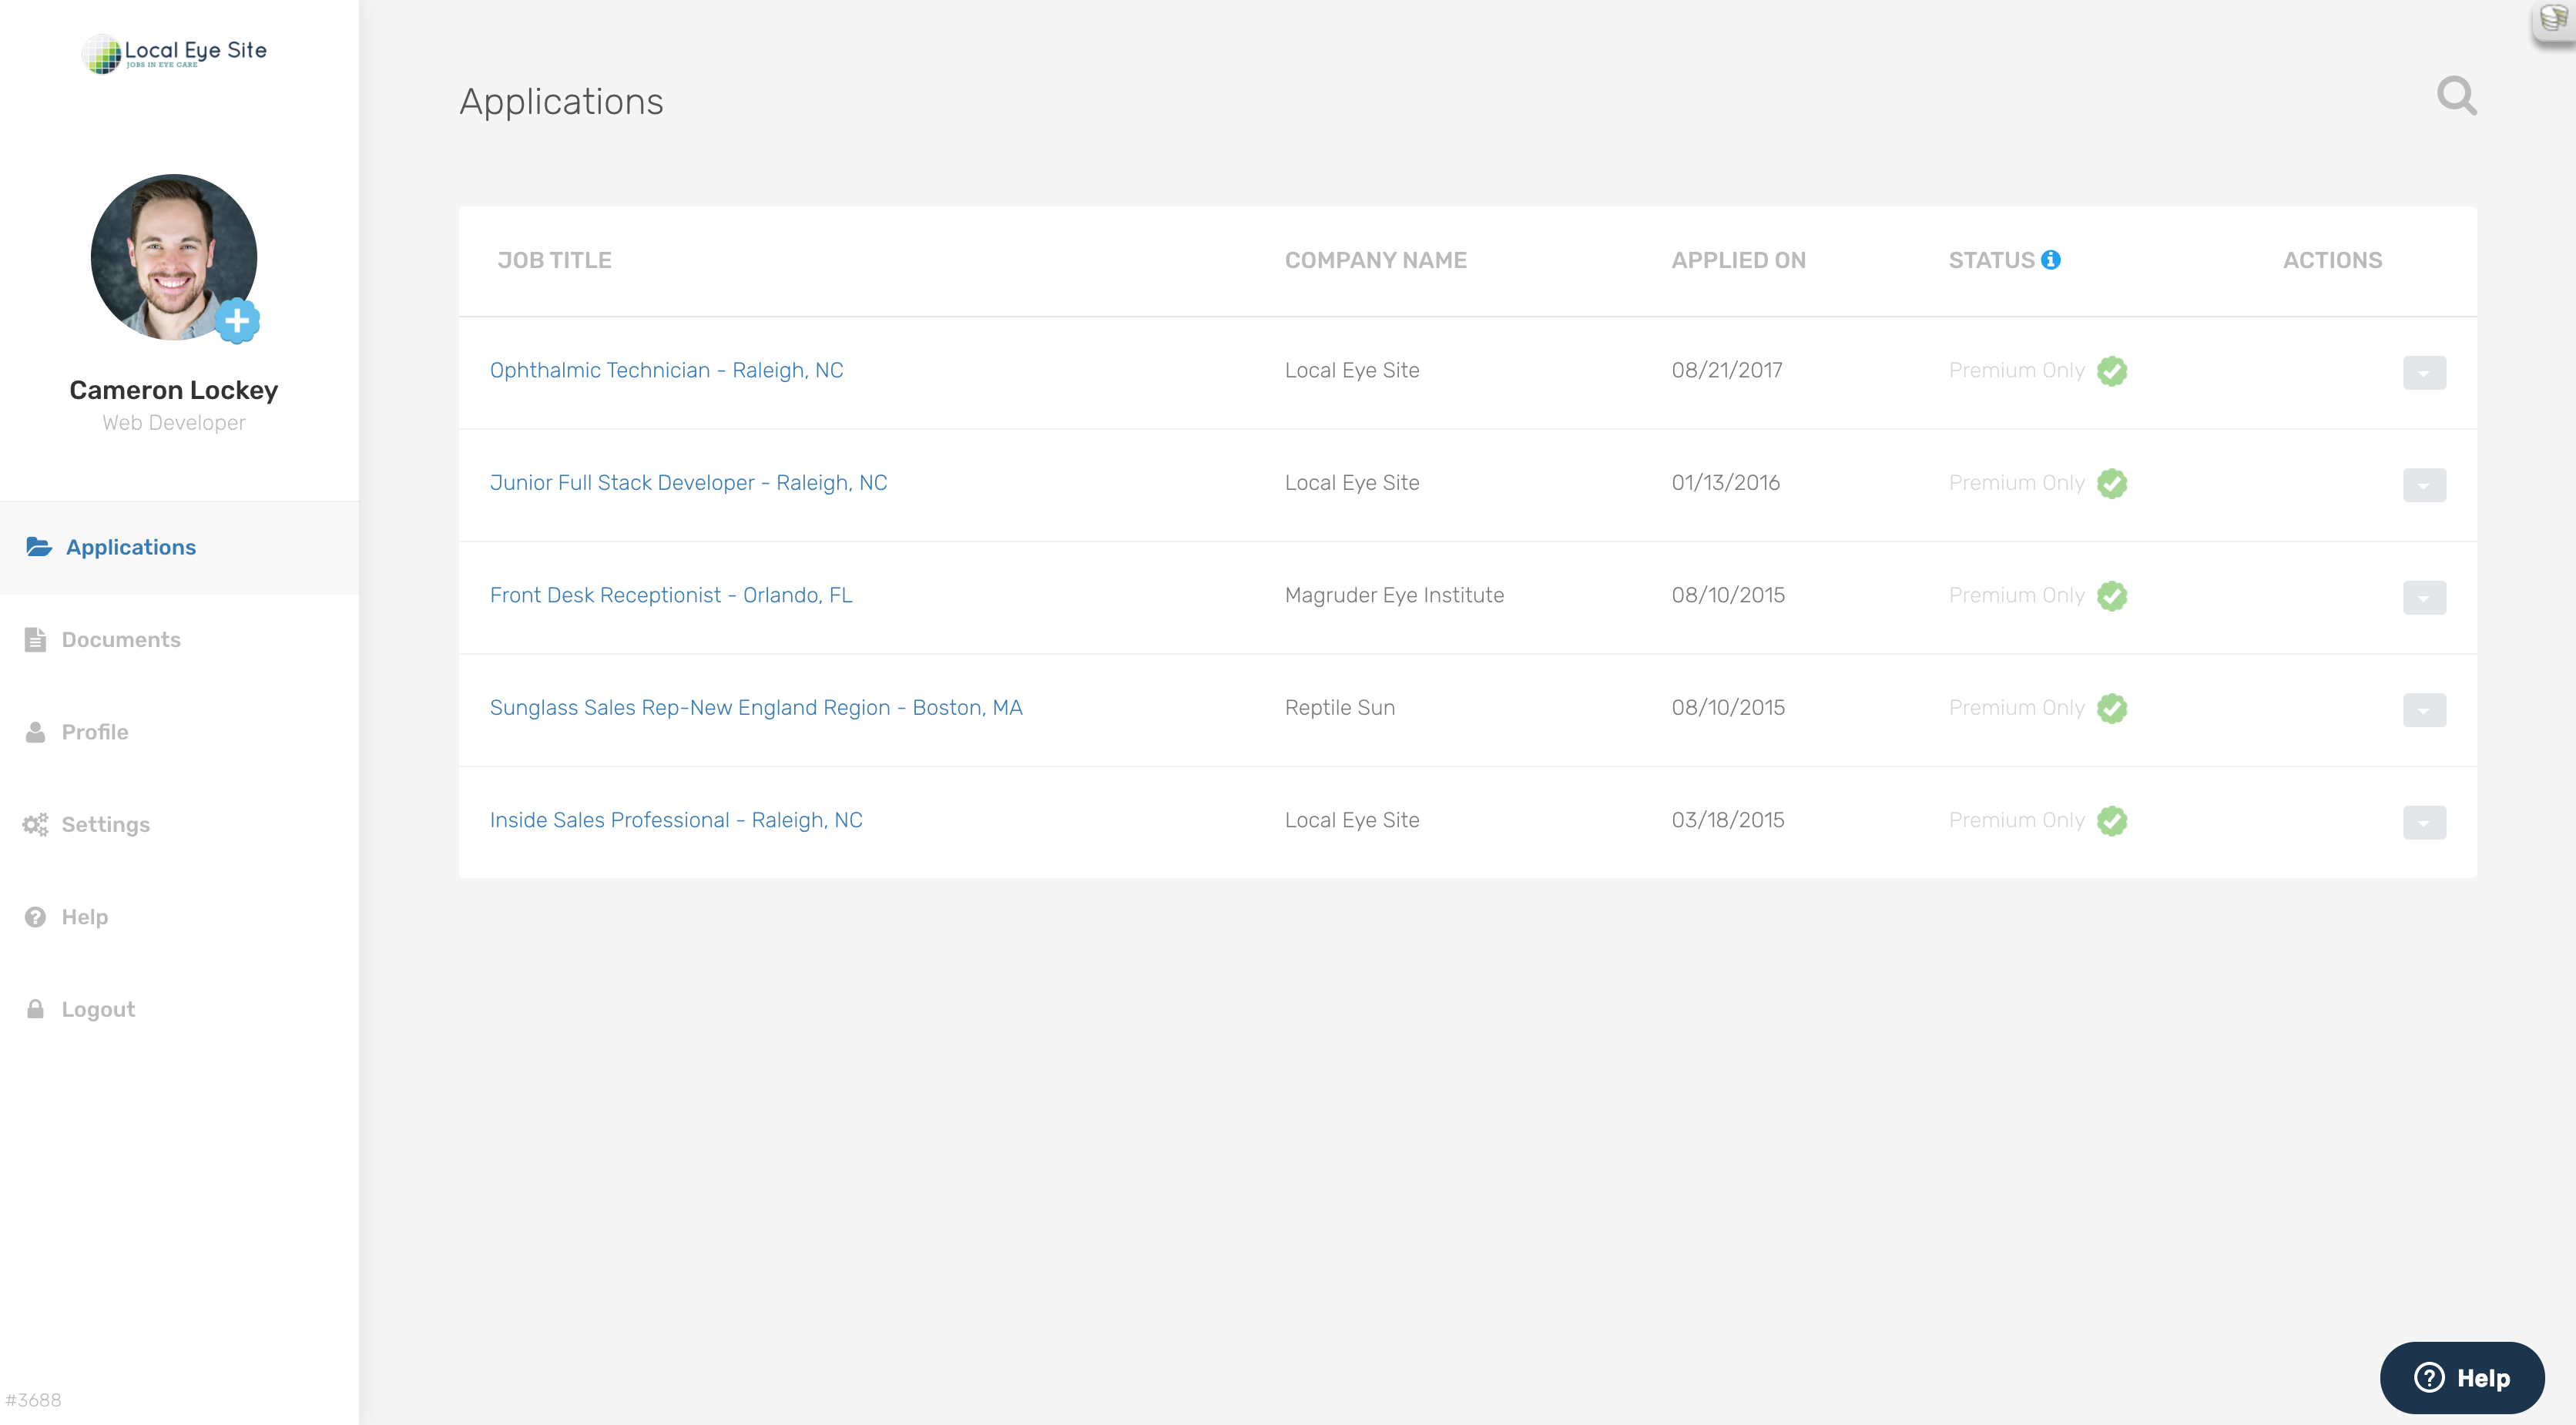 Local Eye Site
JOBS IN EYE CARE
Cameron Lockey
Web Developer
Applications
Documents
Profile
Settings
Help
Logout
#3688
Applications
JOB TITLE COMPANY NAME APPLIED ON STATUS ACTIONS
Ophthalmic Technician - Raleigh, NC Local Eye Site 08/21/2017 Premium Only
Junior Full Stack Developer - Raleigh, NC Local Eye Site 01/13/2016 Premium Only
Front Desk Receptionist - Orlando, FL Magruder Eye Institute 08/10/2015 Premium Only
Sunglass Sales Rep-New England Region - Boston, MA Reptile Sun 08/10/2015 Premium Only
Inside Sales Professional - Raleigh, NC Local Eye Site 03/18/2015 Premium Only
Help